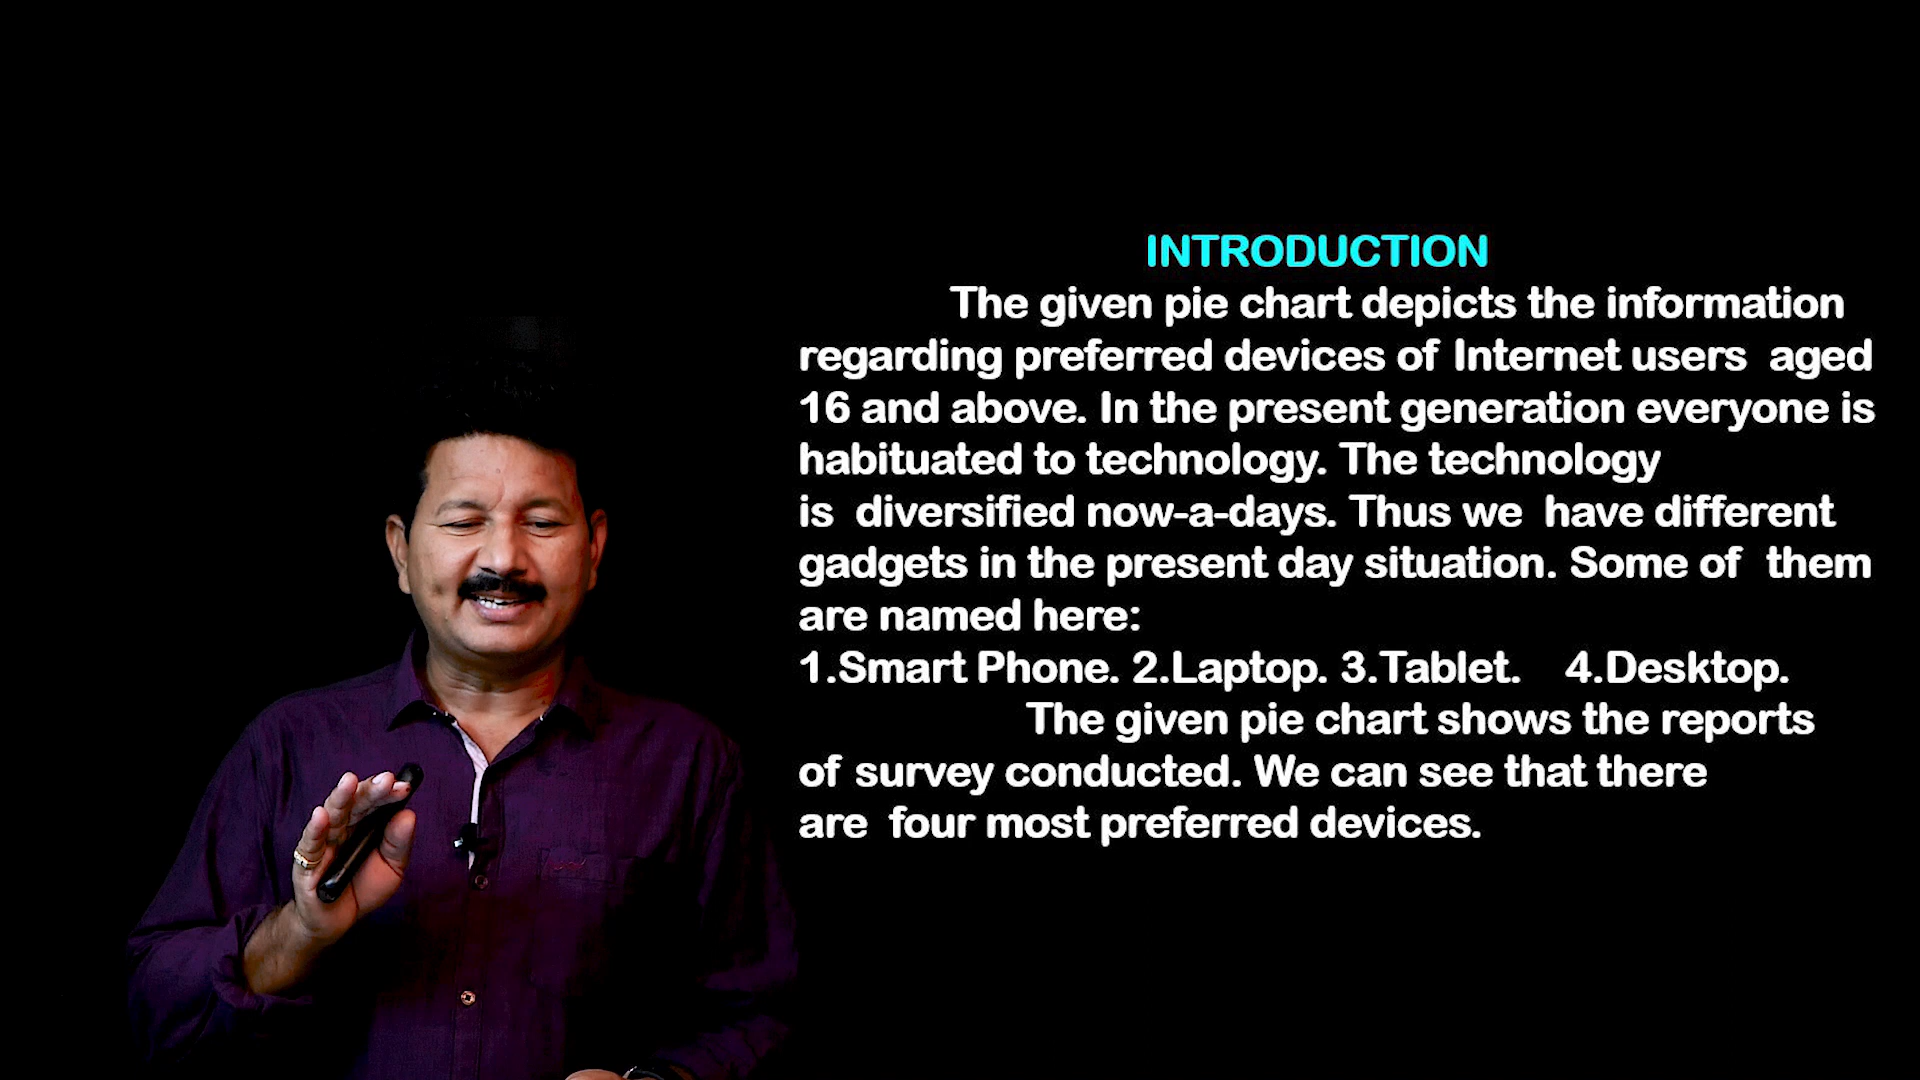 INTRODUCTION
The given pie chart depicts the information
regarding preferred devices of Internet users aged
16 and above. In the present generation everyone is
habituated to technology. The technology
is diversified now-a-days. Thus we have different
gadgets in the present day situation. Some of them
are named here:
1.Smart Phone. 2.Laptop. 3.Tablet. 4.Desktop.
The given pie chart shows the reports
of survey conducted. We can see that there
are four most preferred devices.